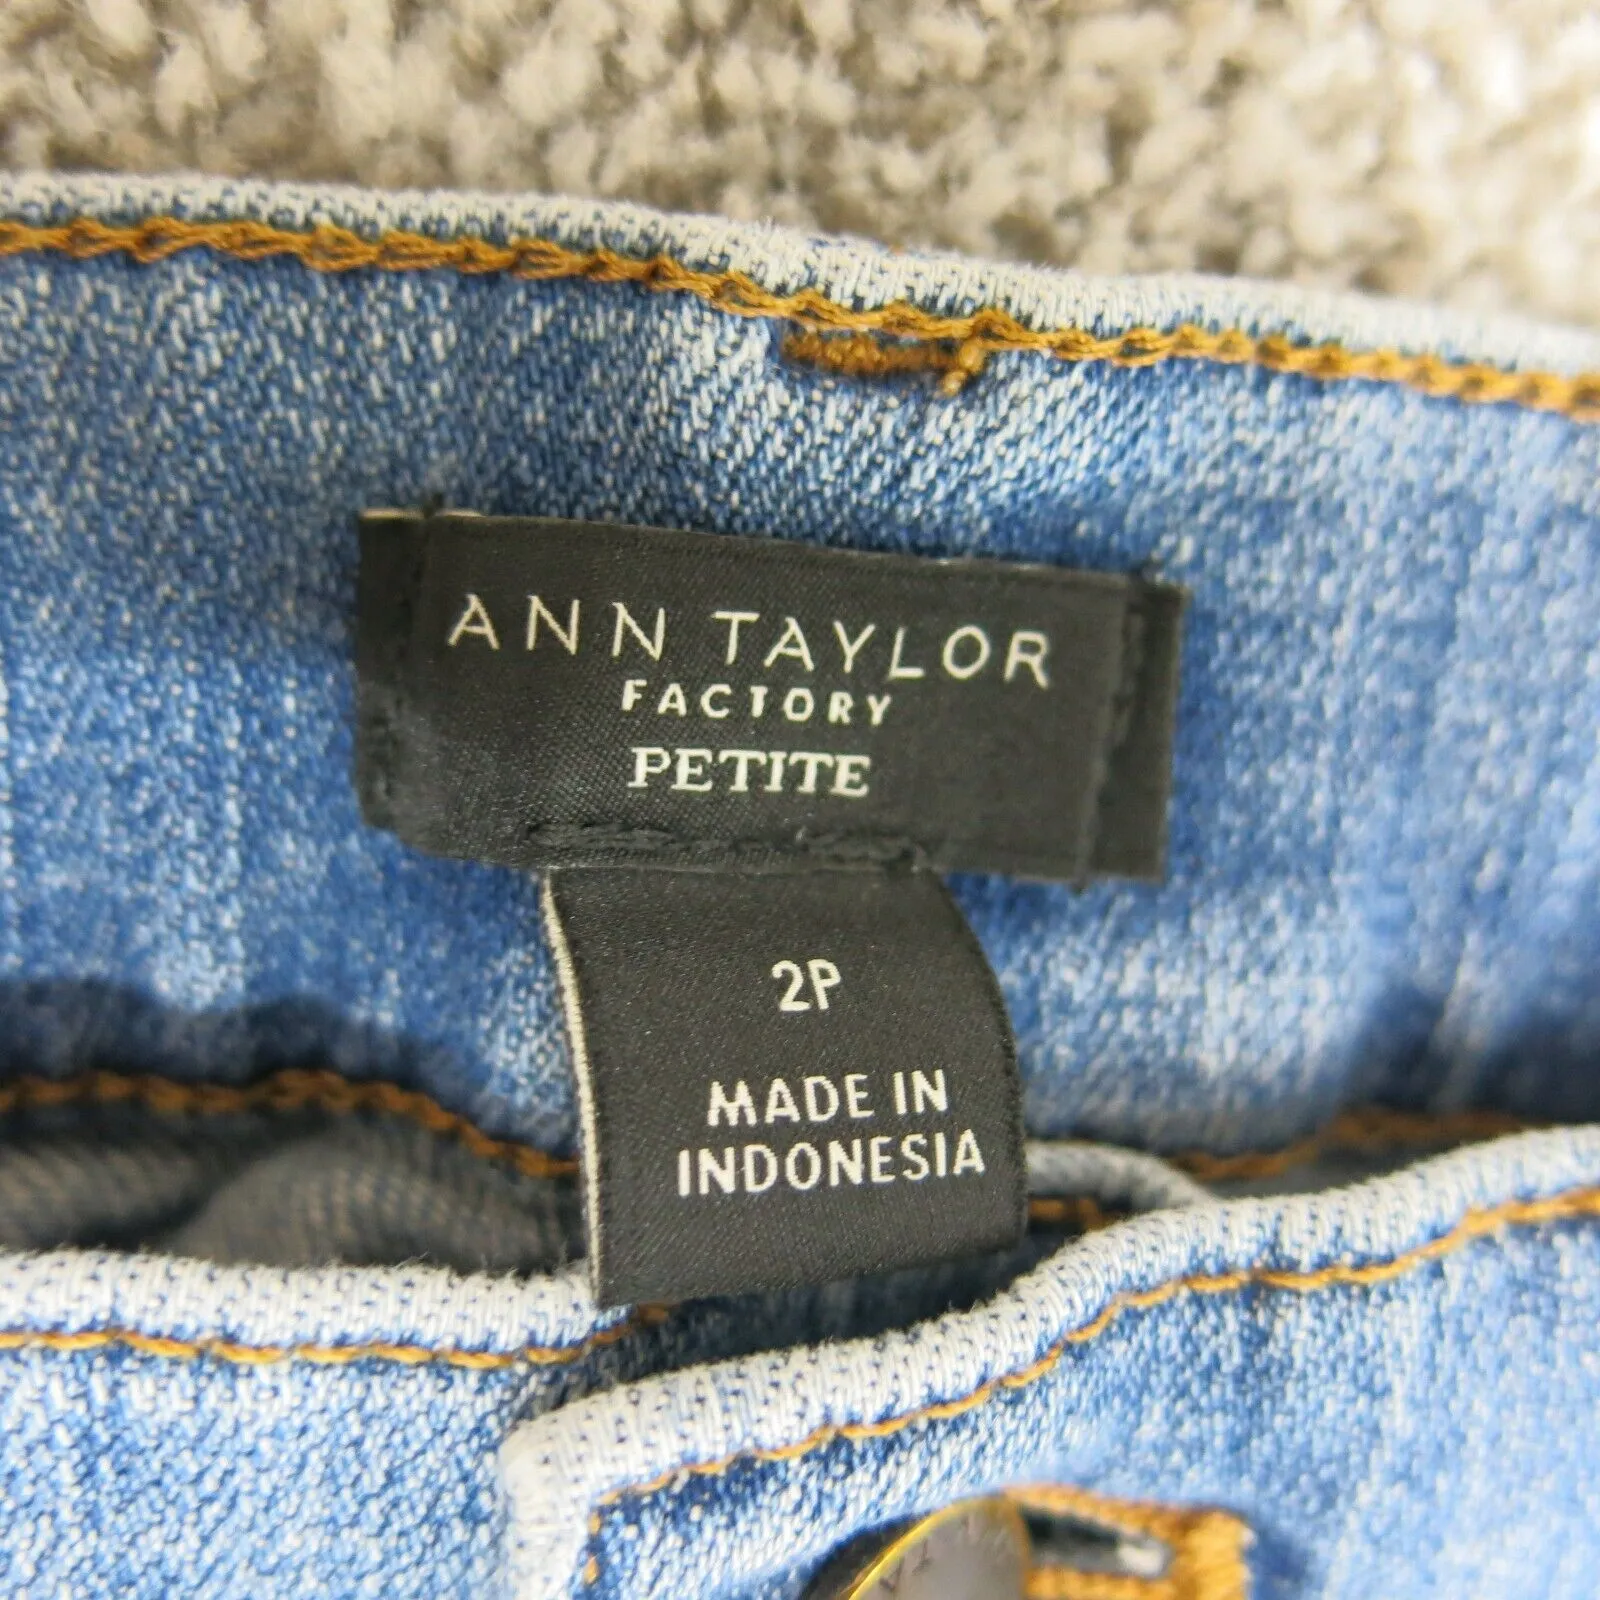 ANN TAYLOR
FACTORY
PETITE
2P
MADE IN
INDONESIA